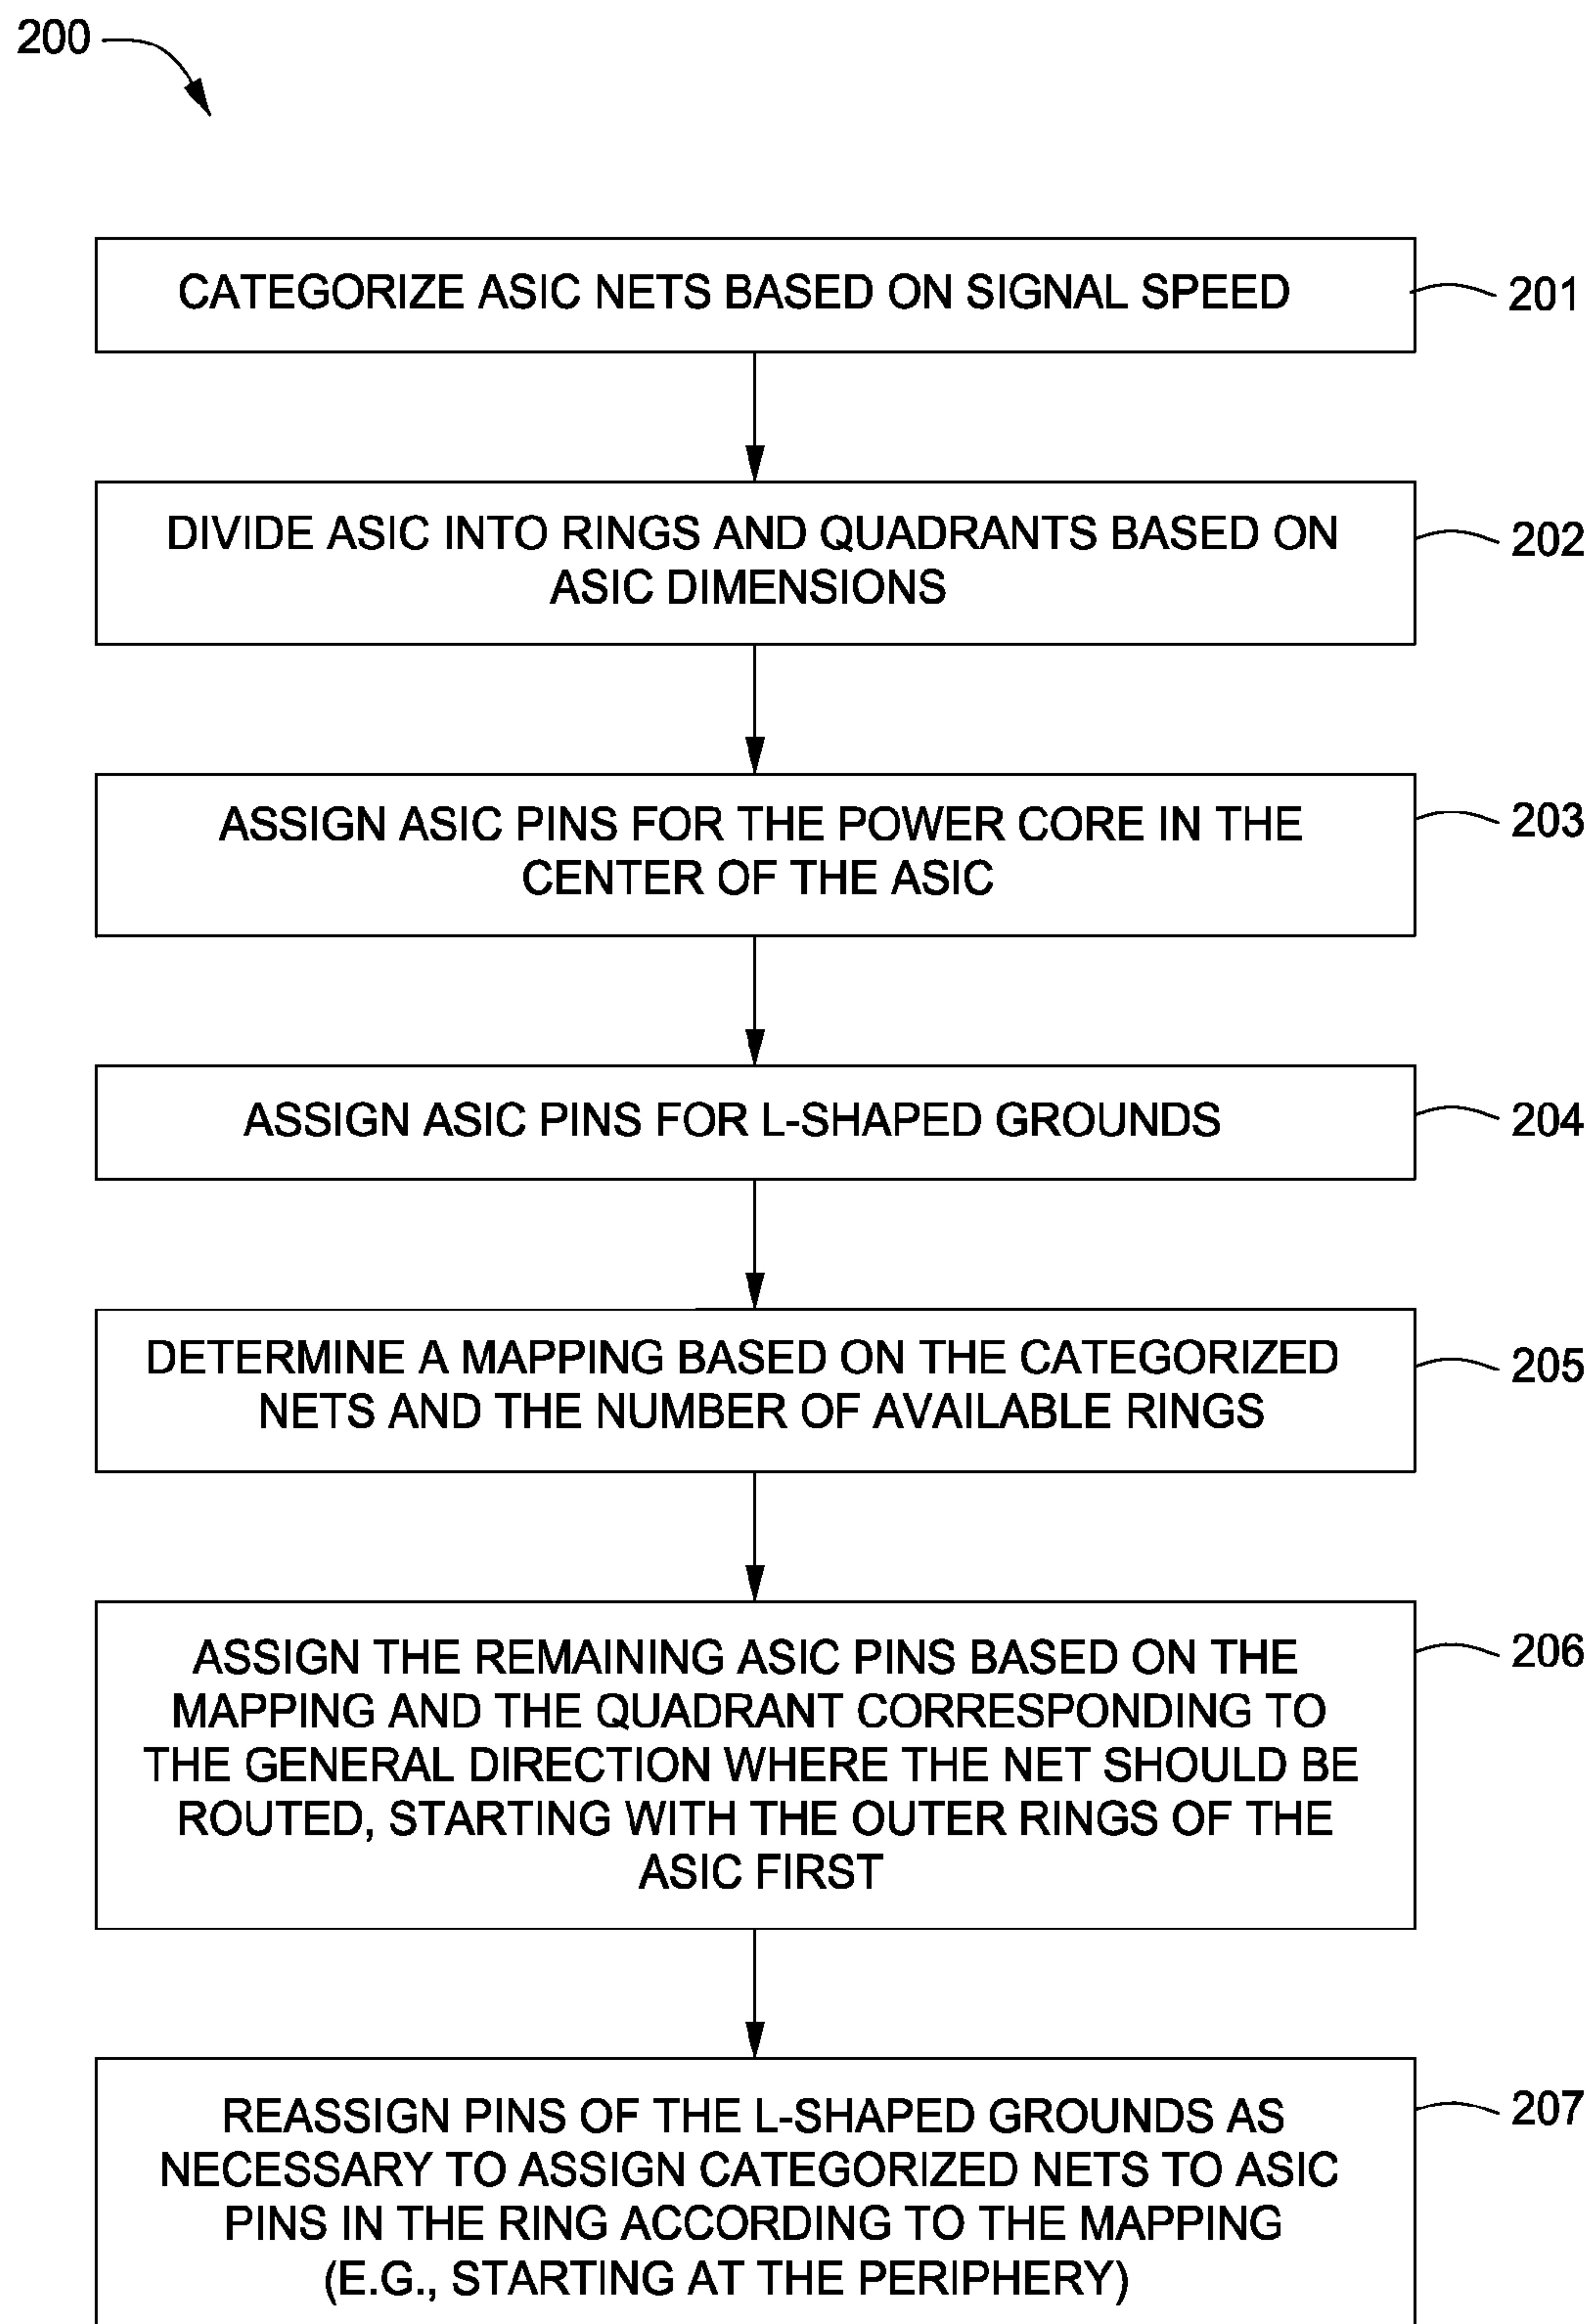 200
CATEGORIZE ASIC NETS BASED ON SIGNAL SPEED
201
DIVIDE ASIC INTO RINGS AND QUADRANTS BASED ON
ASIC DIMENSIONS
202
ASSIGN ASIC PINS FOR THE POWER CORE IN THE
CENTER OF THE ASIC
203
ASSIGN ASIC PINS FOR L-SHAPED GROUNDS
204
DETERMINE A MAPPING BASED ON THE CATEGORIZED
NETS AND THE NUMBER OF AVAILABLE RINGS
205
ASSIGN THE REMAINING ASIC PINS BASED ON THE
MAPPING AND THE QUADRANT CORRESPONDING TO
THE GENERAL DIRECTION WHERE THE NET SHOULD BE
ROUTED, STARTING WITH THE OUTER RINGS OF THE
ASIC FIRST
206
REASSIGN PINS OF THE L-SHAPED GROUNDS AS
NECESSARY TO ASSIGN CATEGORIZED NETS TO ASIC
PINS IN THE RING ACCORDING TO THE MAPPING
(E.G., STARTING AT THE PERIPHERY)
207